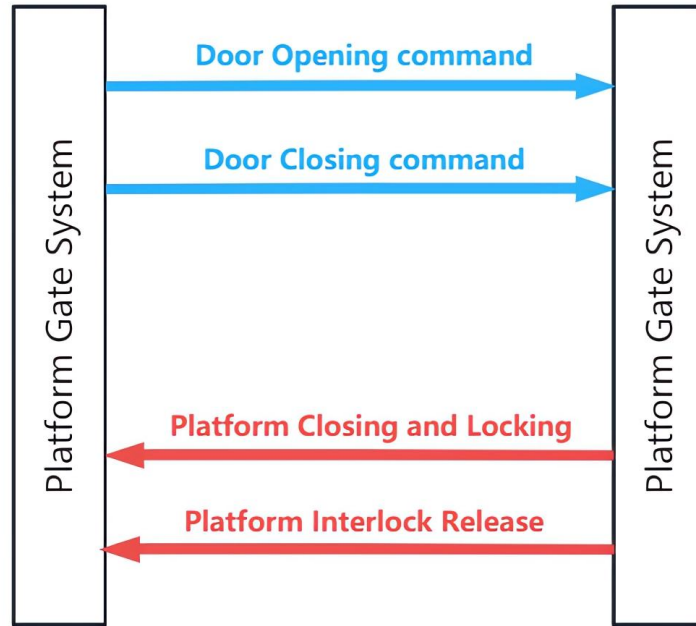 Platform Gate System
Door Opening command
Door Closing command
Platform Closing and Locking
Platform Interlock Release
Platform Gate System